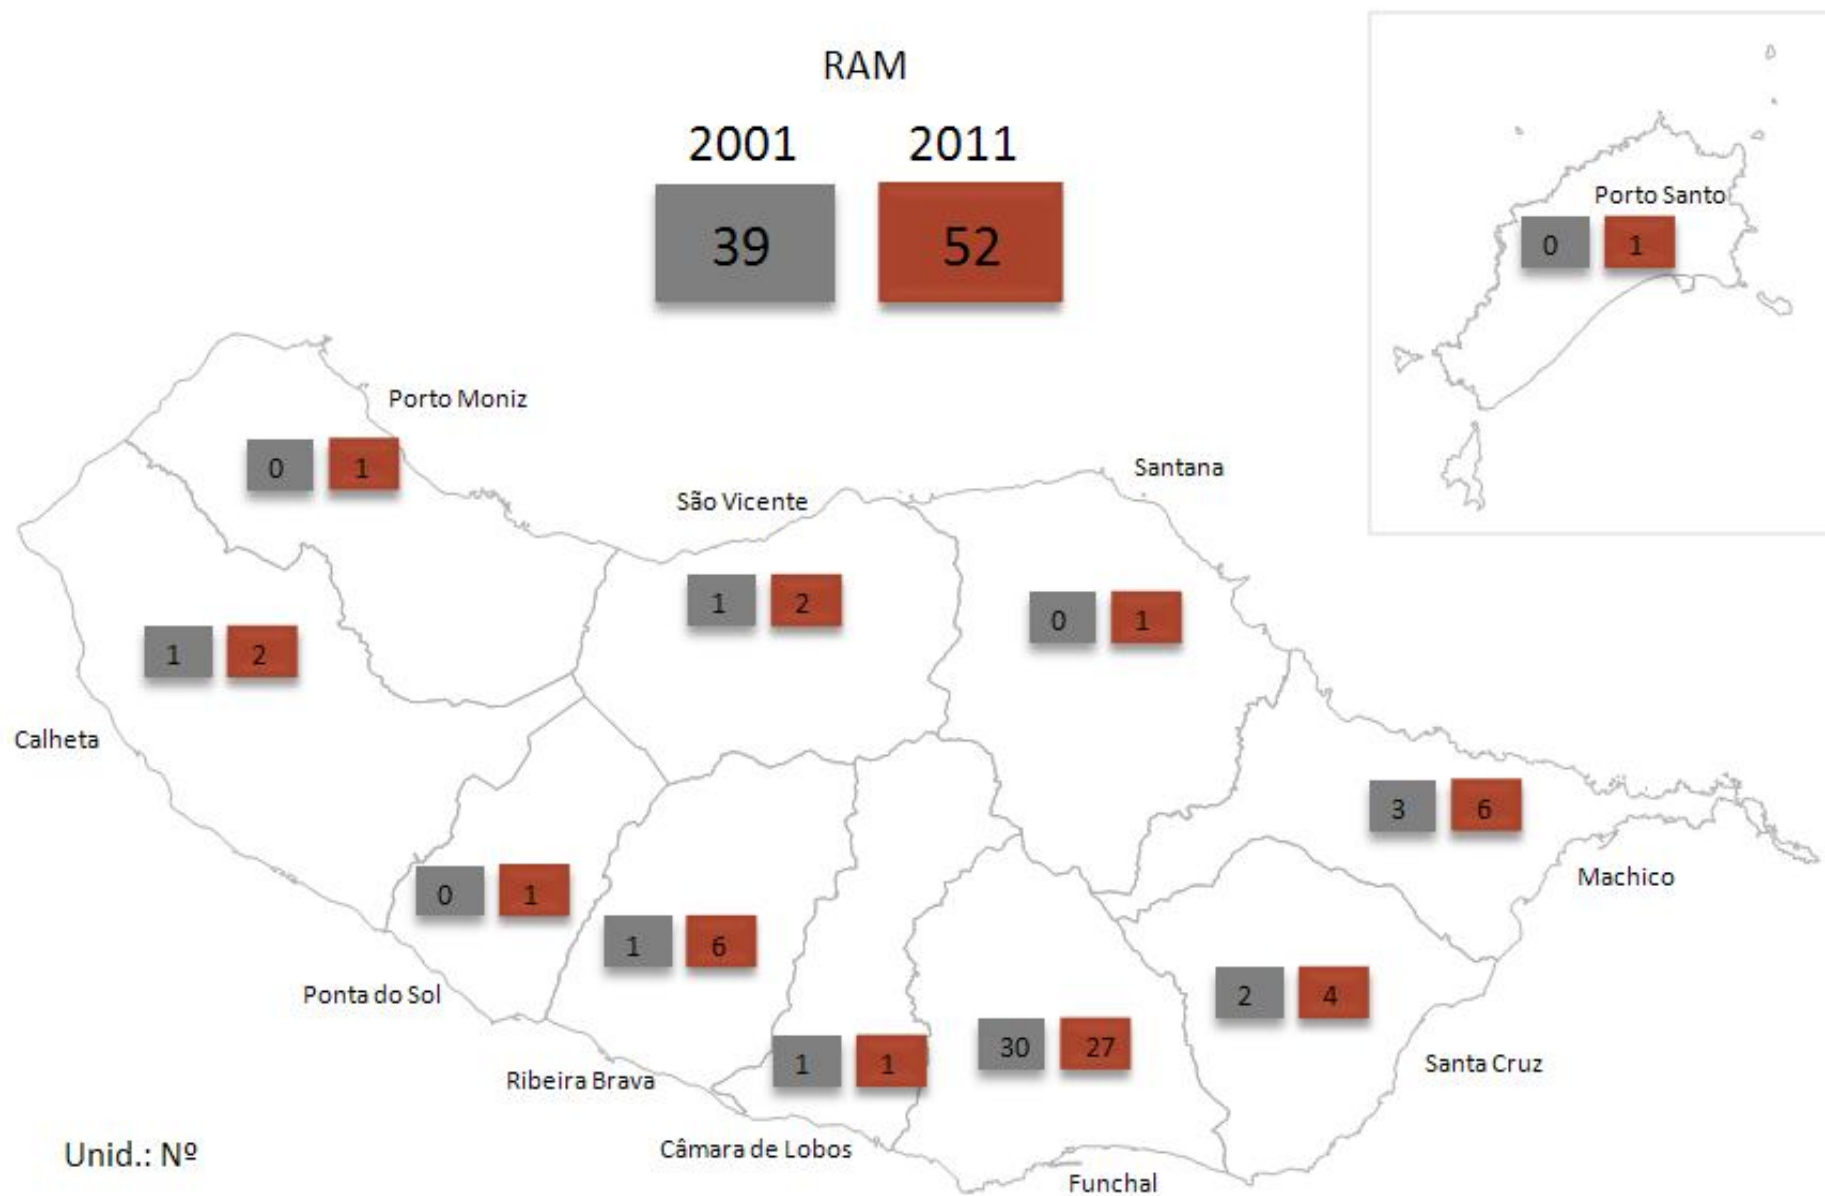 RAM
2001 2011
39 52
Porto Santo
0 1
Porto Moniz
0 1
Santana
São Vicente
1 2
0 1
1 2
Calheta
3 6
Machico
0 1
1 6
2 4
Ponta do Sol
30 27
1 1
Santa Cruz
Ribeira Brava
Câmara de Lobos
Unid.: Nº
Funchal